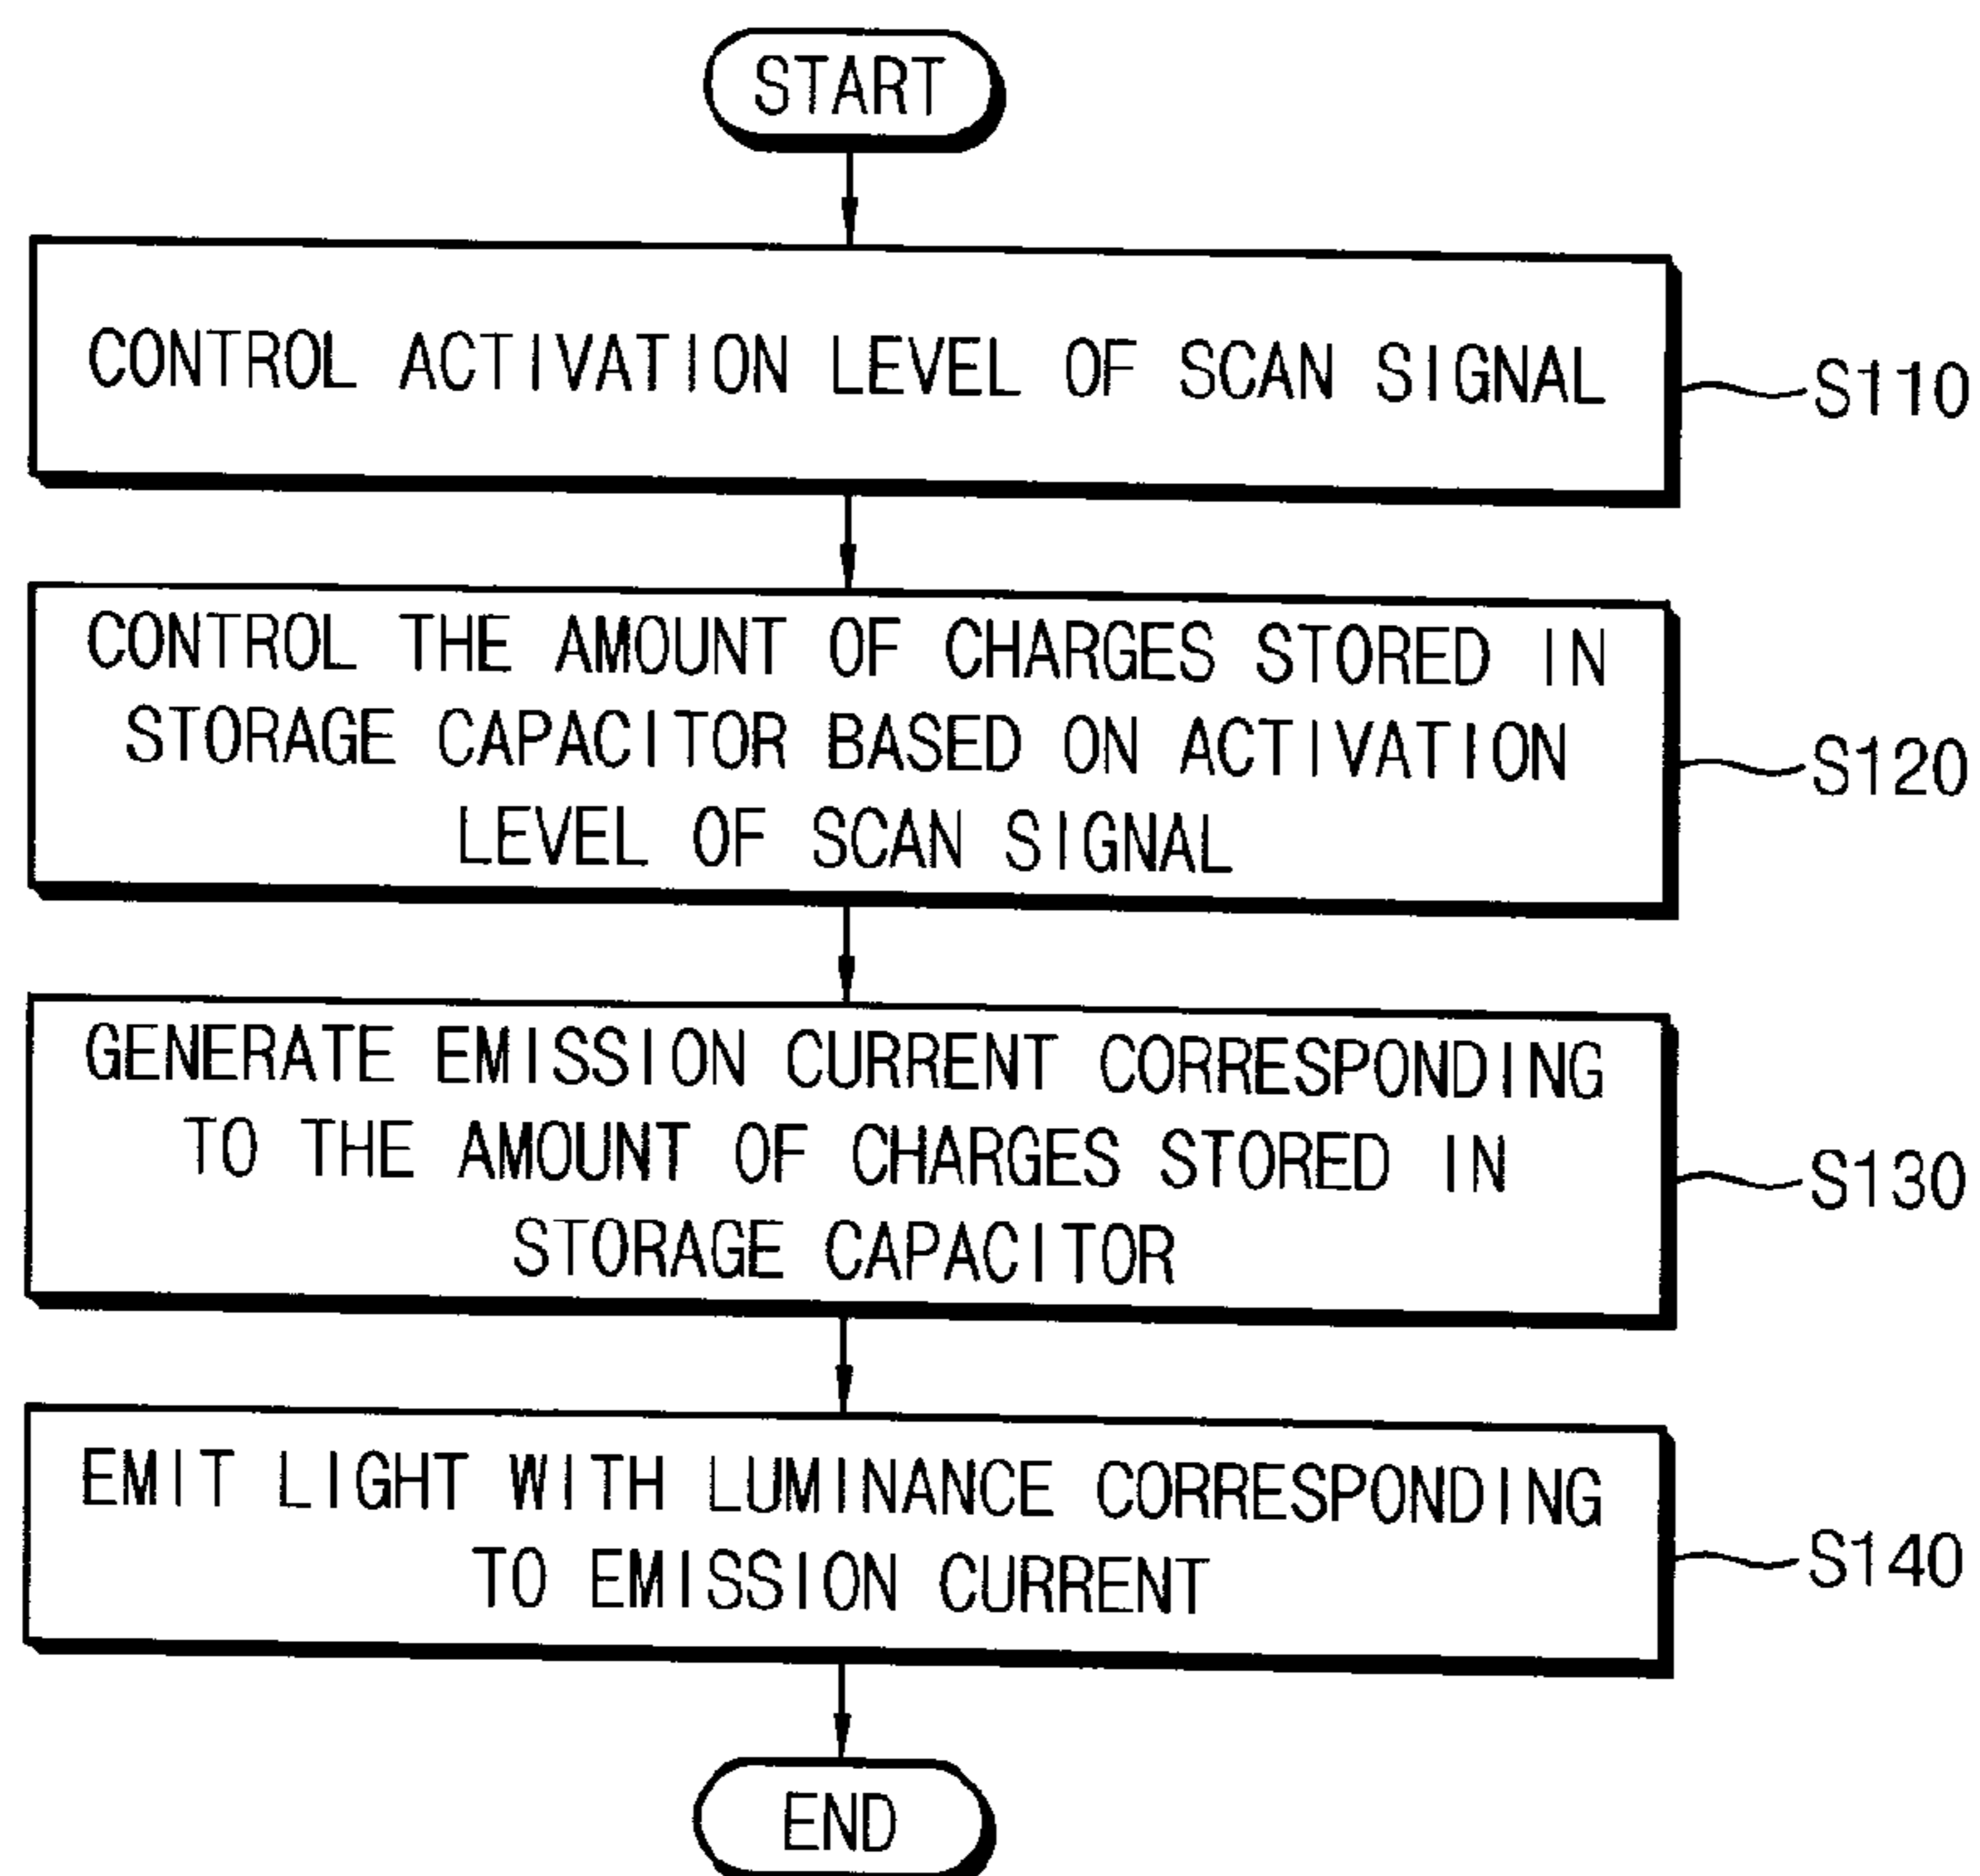 START
CONTROL ACTIVATION LEVEL OF SCAN SIGNAL
S110
CONTROL THE AMOUNT OF CHARGES STORED IN
STORAGE CAPACITOR BASED ON ACTIVATION
LEVEL OF SCAN SIGNAL
S120
GENERATE EMISSION CURRENT CORRESPONDING
TO THE AMOUNT OF CHARGES STORED IN
STORAGE CAPACITOR
S130
EMIT LIGHT WITH LUMINANCE CORRESPONDING
TO EMISSION CURRENT
S140
END